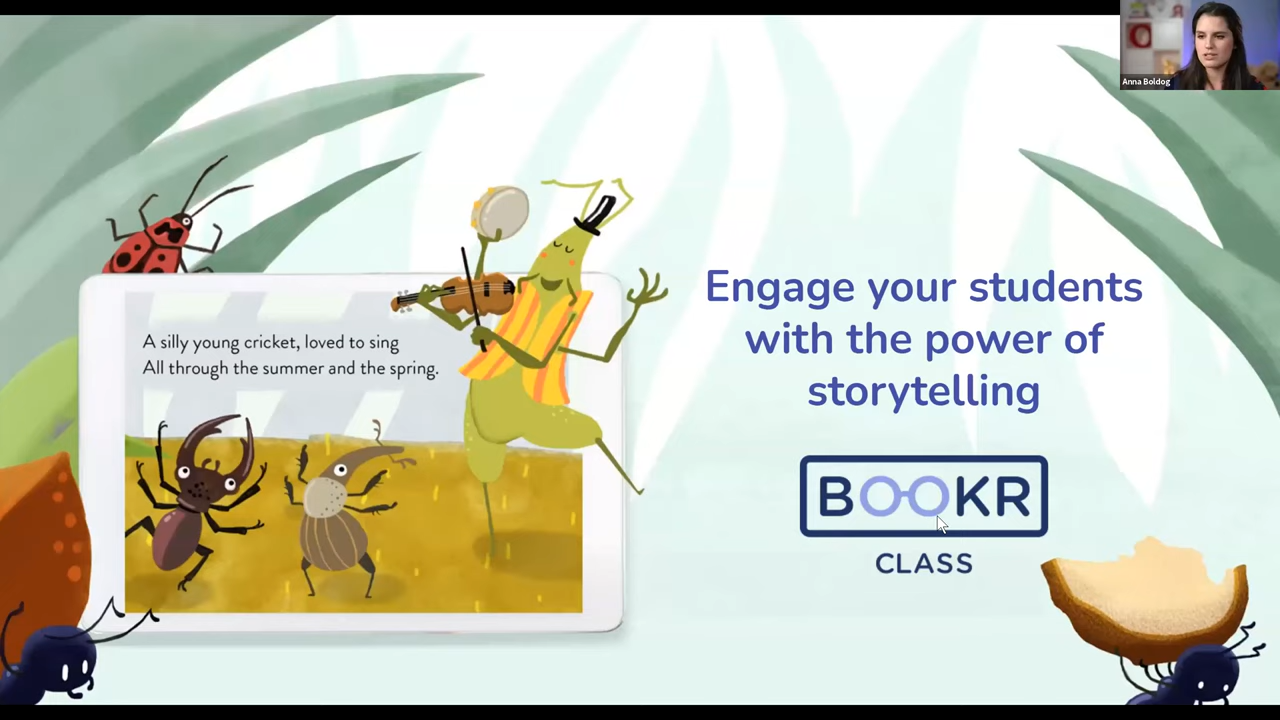 Anna Boldog
A silly young cricket, loved to sing
All through the summer and the spring.
Engage your students
with the power of
storytelling
BOOKR
CLASS